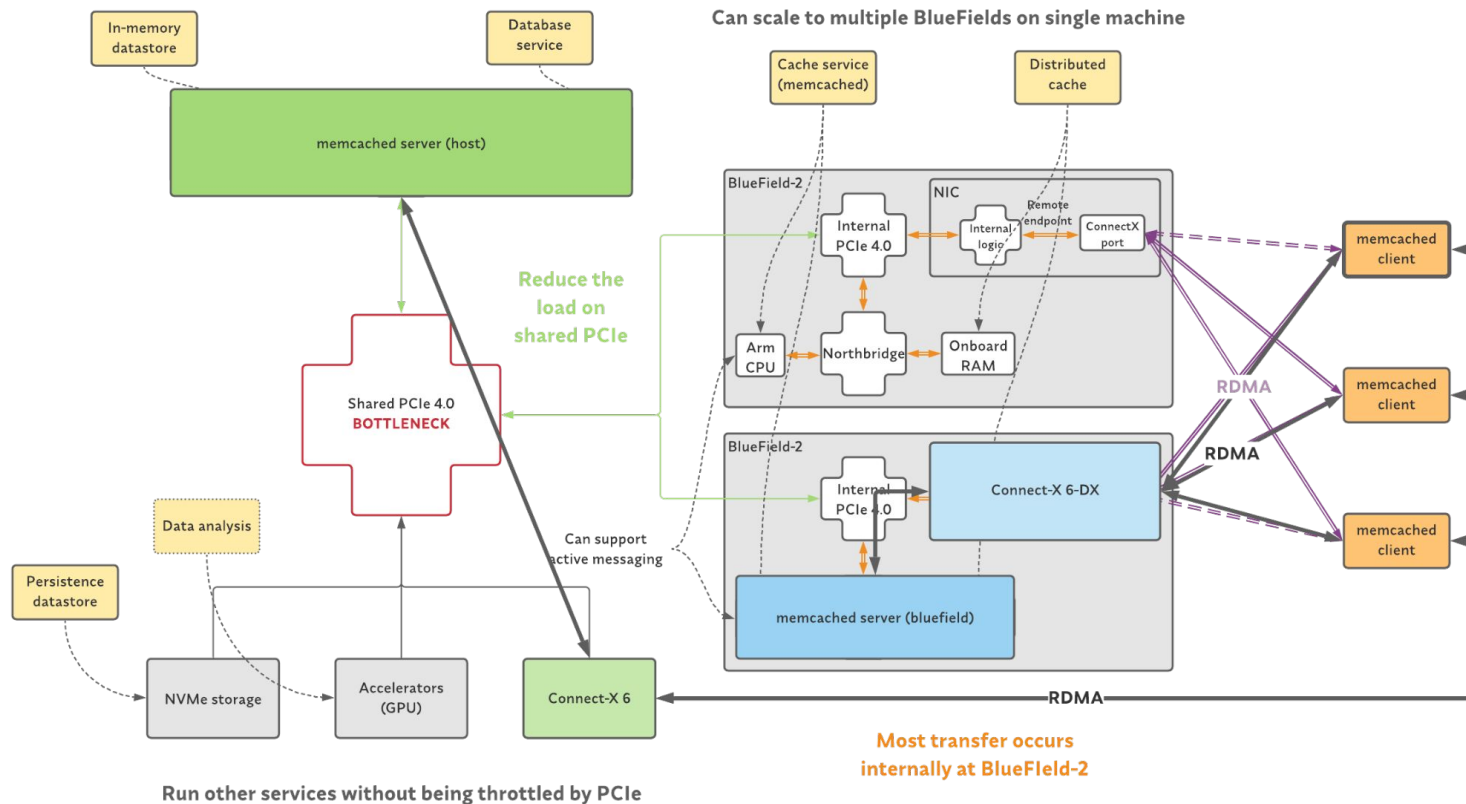 Can scale to multiple BlueFields on single machine
In-memory
datastore
Database
service
Cache service
(memcached)
Distributed
cache
memcached server (host)
BlueField-2
NIC
Internal
PCIe 4.0
Internal
logic
Remote
endpoint
ConnectX
port
memcached
client
Reduce the
load on
shared PCIe
Arm
CPU
Northbridge
Onboard
RAM
RDMA
memcached
client
Shared PCIe 4.0
BOTTLENECK
BlueField-2
Internal
PCIe 4.0
Connect-X 6-DX
RDMA
memcached
client
Data analysis
Can support
active messaging
Persistence
datastore
memcached server (bluefield)
NVMe storage
Accelerators
(GPU)
Connect-X 6
RDMA
Most transfer occurs
internally at BlueFIeld-2
Run other services without being throttled by PCIe